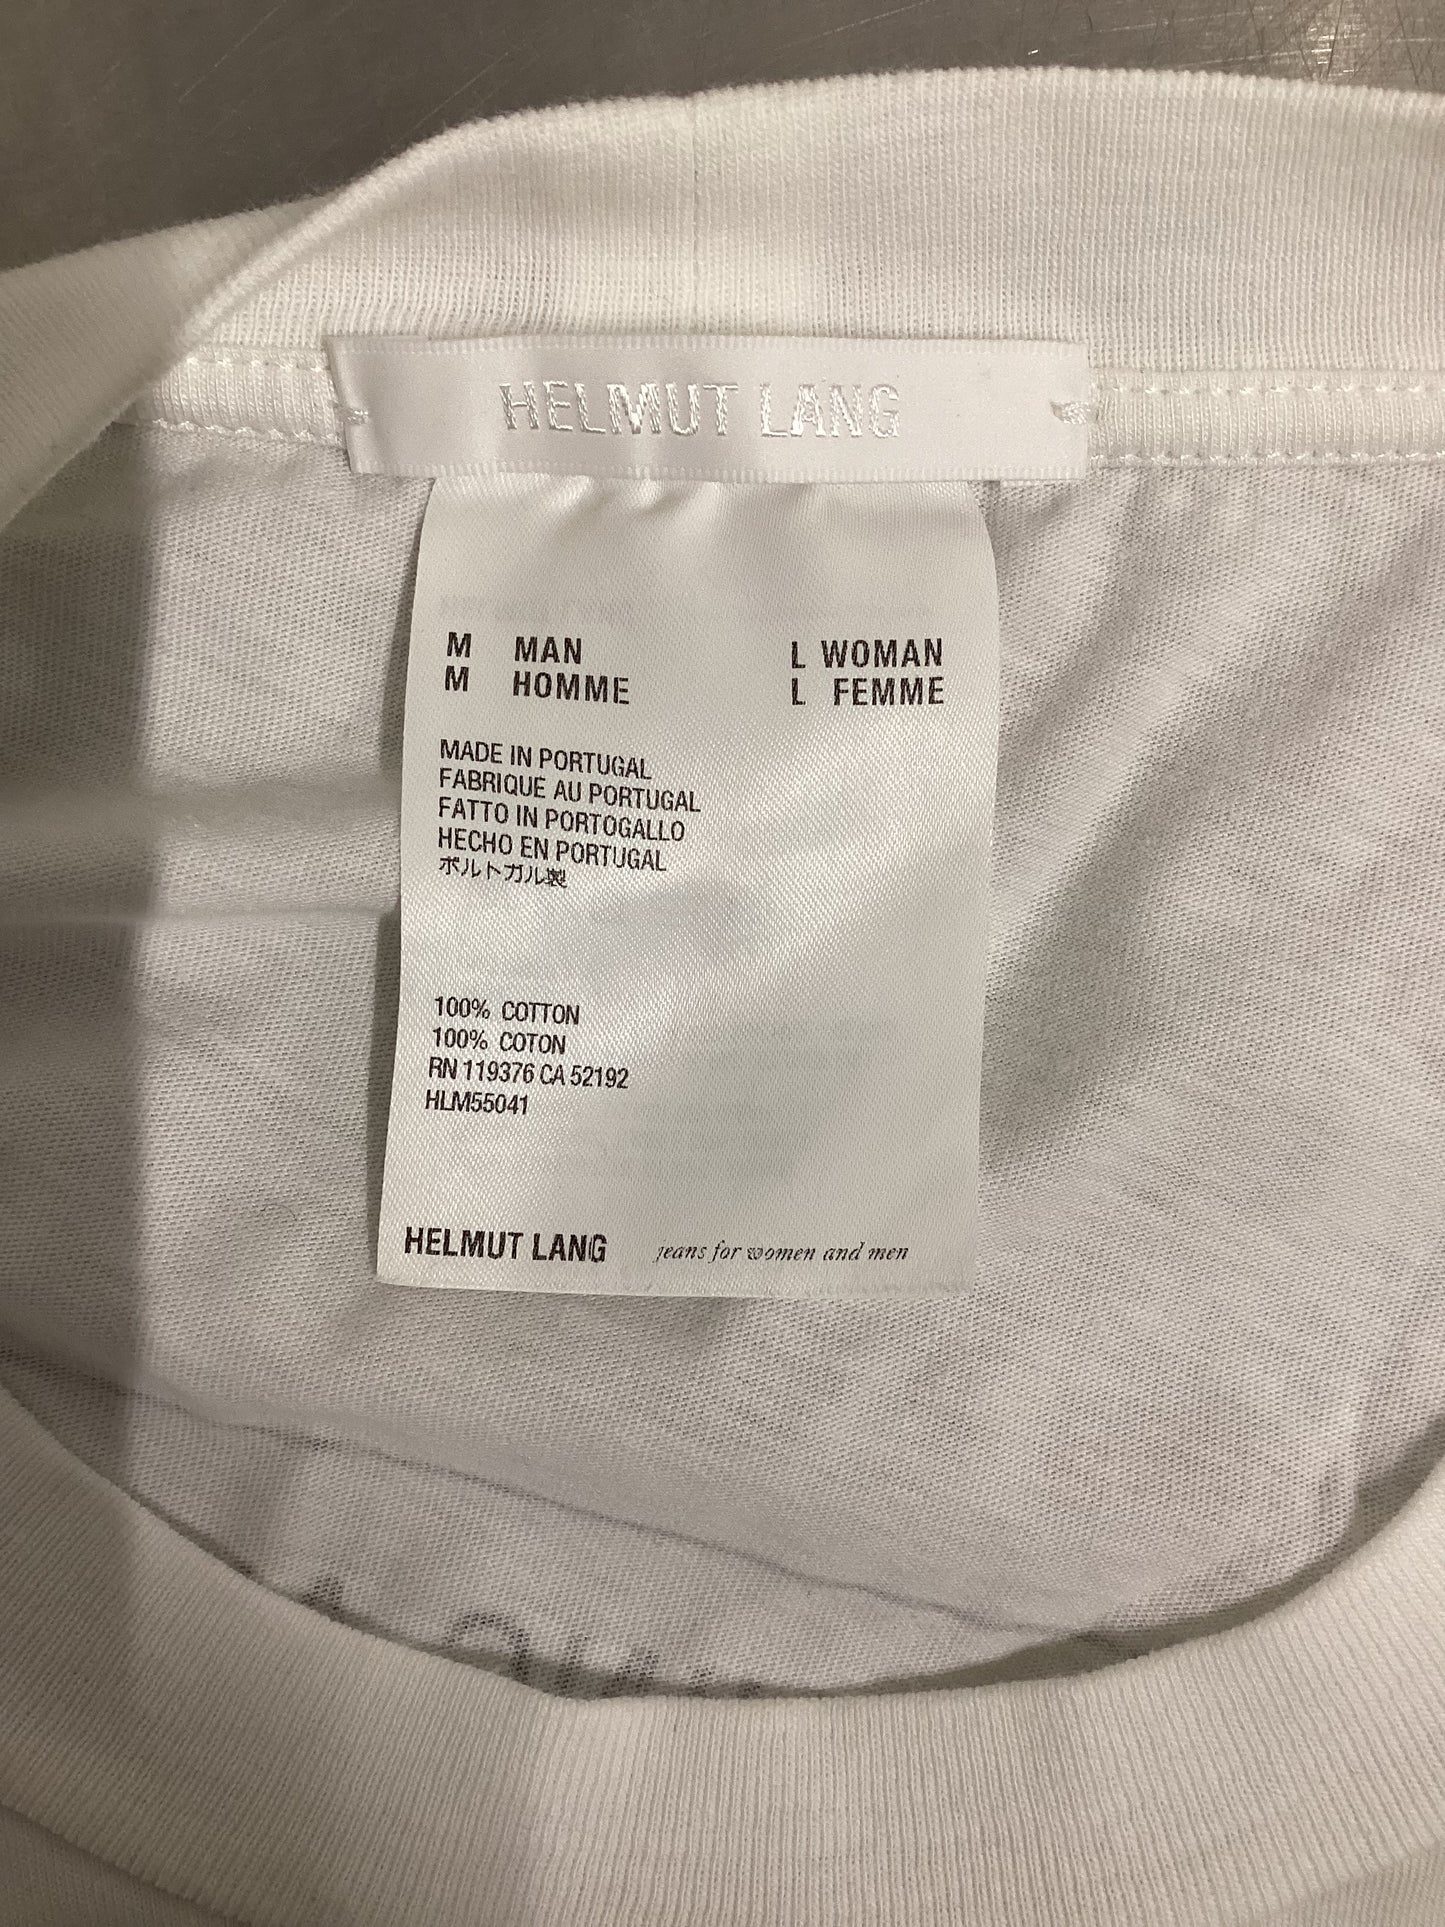 HELMUT LANG
M MAN L WOMAN
M HOMME L FEMME
MADE IN PORTUGAL
FABRIQUE AU PORTUGAL
FATTO IN PORTOGALLO
HECHO EN PORTUGAL
ポルトガル製
100% COTTON
100% COTON
RN 119376 CA 52192
HLM55041
HELMUT LANG jeans for women and men